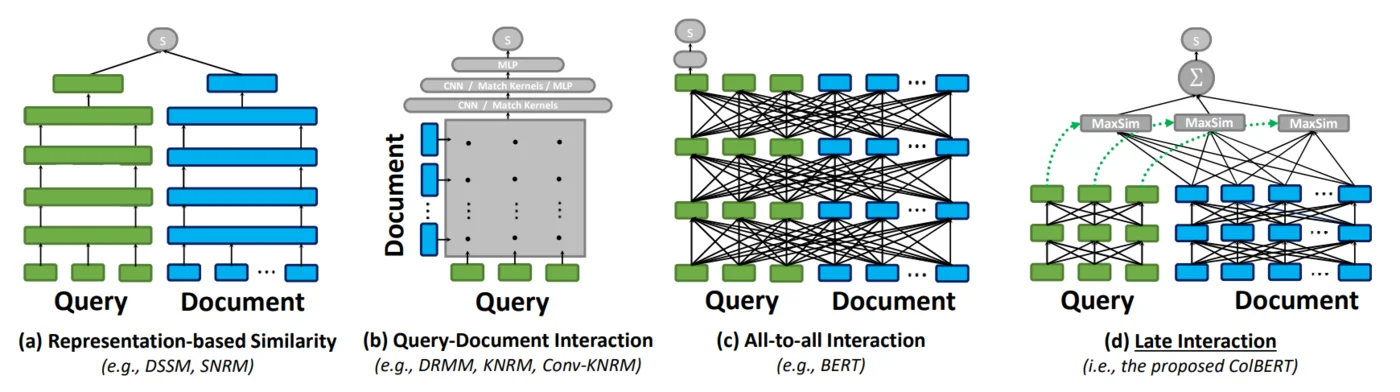 S
Query
Document
(a) Representation-based Similarity
(e.g., DSSM, SNRM)
S
MLP
CNN / Match Kernels / MLP
CNN / Match Kernels
Document
Query
(b) Query-Document Interaction
(e.g., DRMM, KNRM, Conv-KNRM)
S
Query
Document
(c) All-to-all Interaction
(e.g., BERT)
S
Σ
MaxSim
MaxSim
MaxSim
Query
Document
(d) Late Interaction
(i.e., the proposed ColBERT)